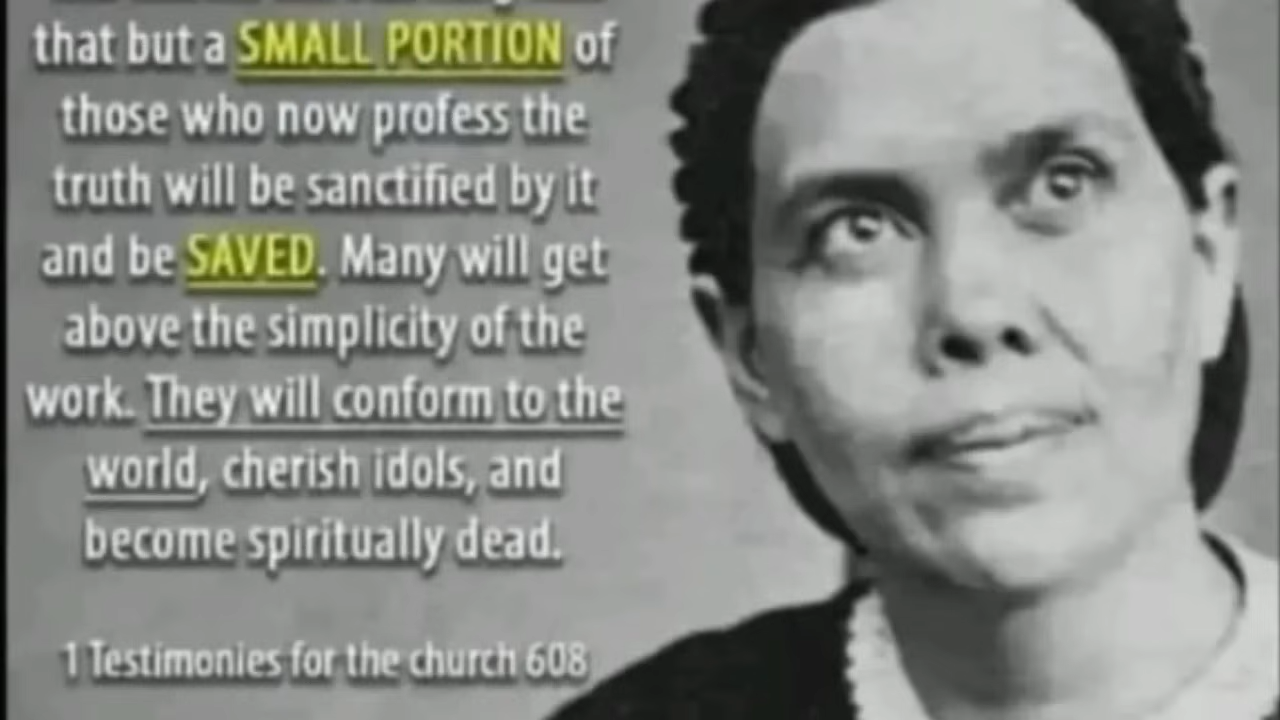 that but a SMALL PORTION of
those who now profess the
truth will be sanctified by it
and be SAVED. Many will get
above the simplicity of the
work. They will conform to the
world, cherish idols, and
become spiritually dead.
1 Testimonies for the church 608